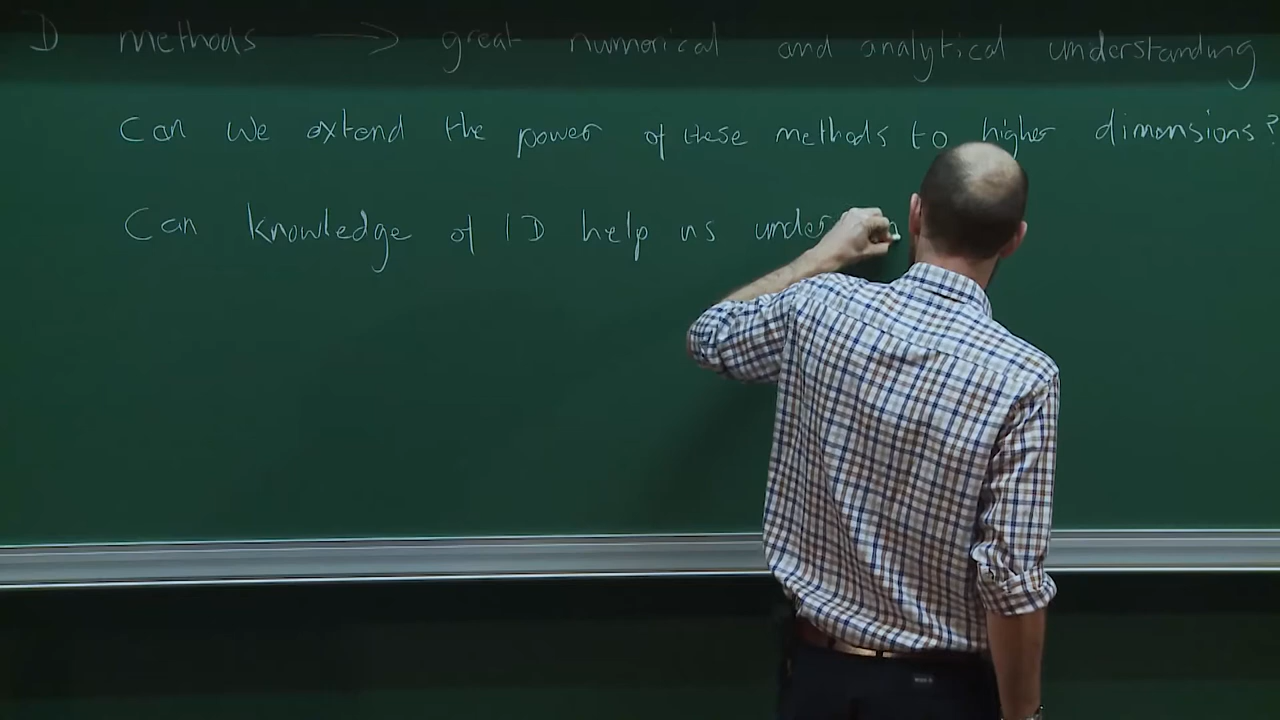 D methods → great numerical and analytical understanding
Can we extend the power of these methods to higher dimensions?
Can knowledge of 1D help us under